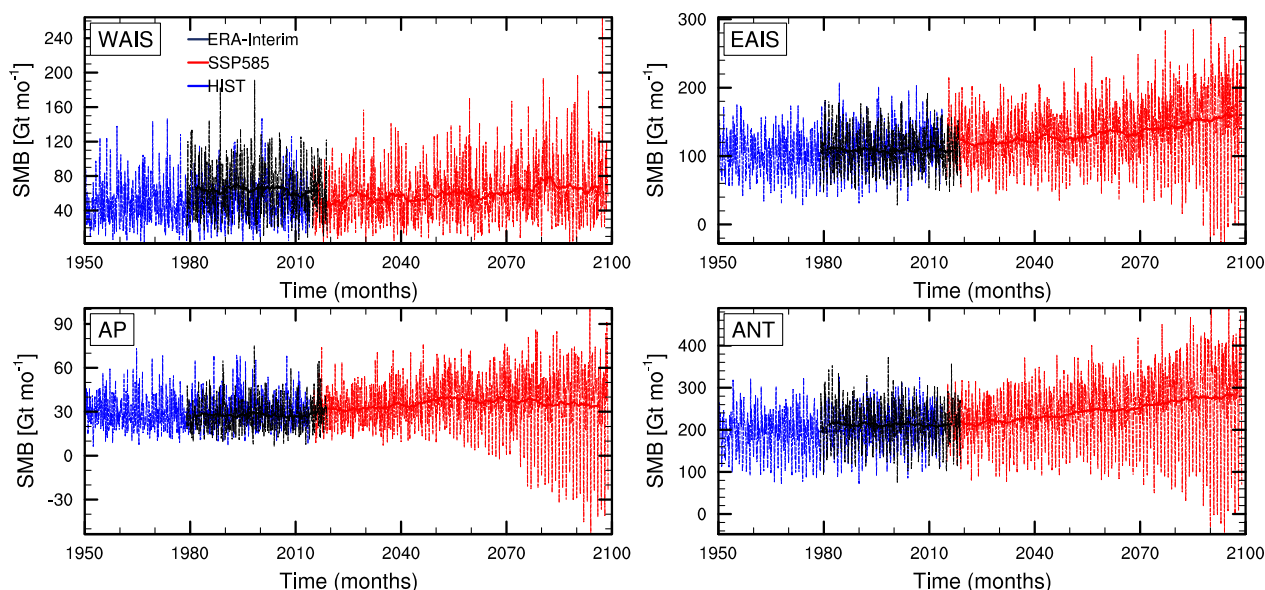 WAIS
ERA-Interim
SSP585
HIST
SMB [Gt mo-1]
240
200
160
120
80
40
1950 1980 2010 2040 2070 2100
Time (months)
EAIS
SMB [Gt mo-1]
300
200
100
0
1950 1980 2010 2040 2070 2100
Time (months)
AP
SMB [Gt mo-1]
90
60
30
0
-30
1950 1980 2010 2040 2070 2100
Time (months)
ANT
SMB [Gt mo-1]
400
300
200
100
0
1950 1980 2010 2040 2070 2100
Time (months)